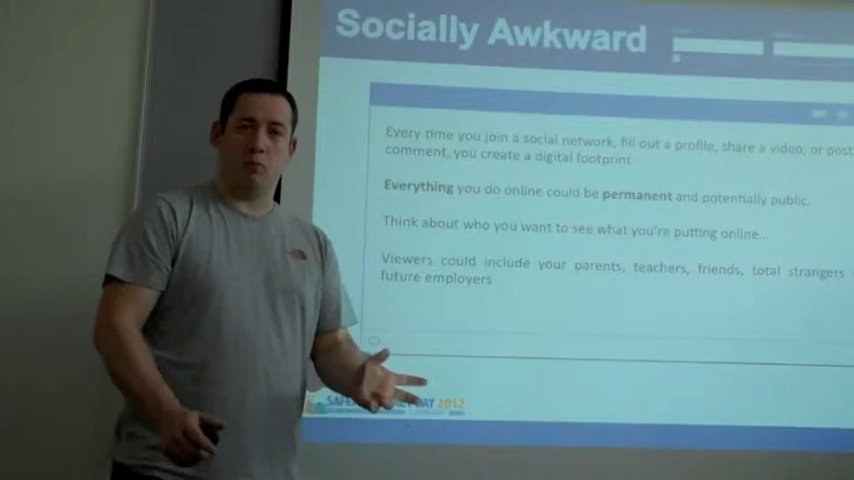 Socially Awkward
Every time you join a social network, fill out a profile, share a video, or post
comment, you create a digital footprint
Everything you do online could be permanent and potentially public.
Think about who you want to see what you're putting online...
Viewers could include your parents, teachers, friends, total strangers
future employers
DAY 2012